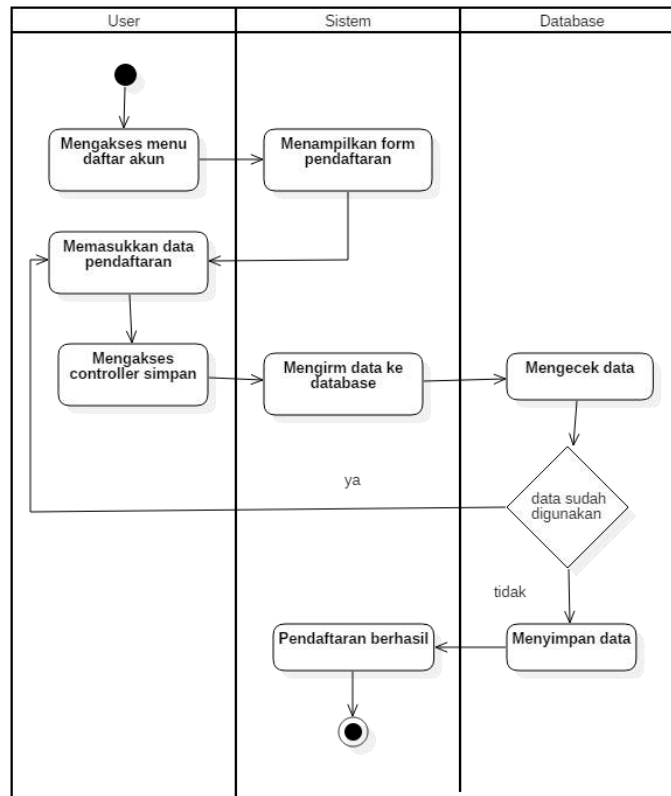 User
Sistem
Database
Mengakses menu
daftar akun
Menampilkan form
pendaftaran
Memasukkan data
pendaftaran
Mengakses
controller simpan
Mengirm data ke
database
Mengecek data
data sudah
digunakan
ya
tidak
Pendaftaran berhasil
Menyimpan data